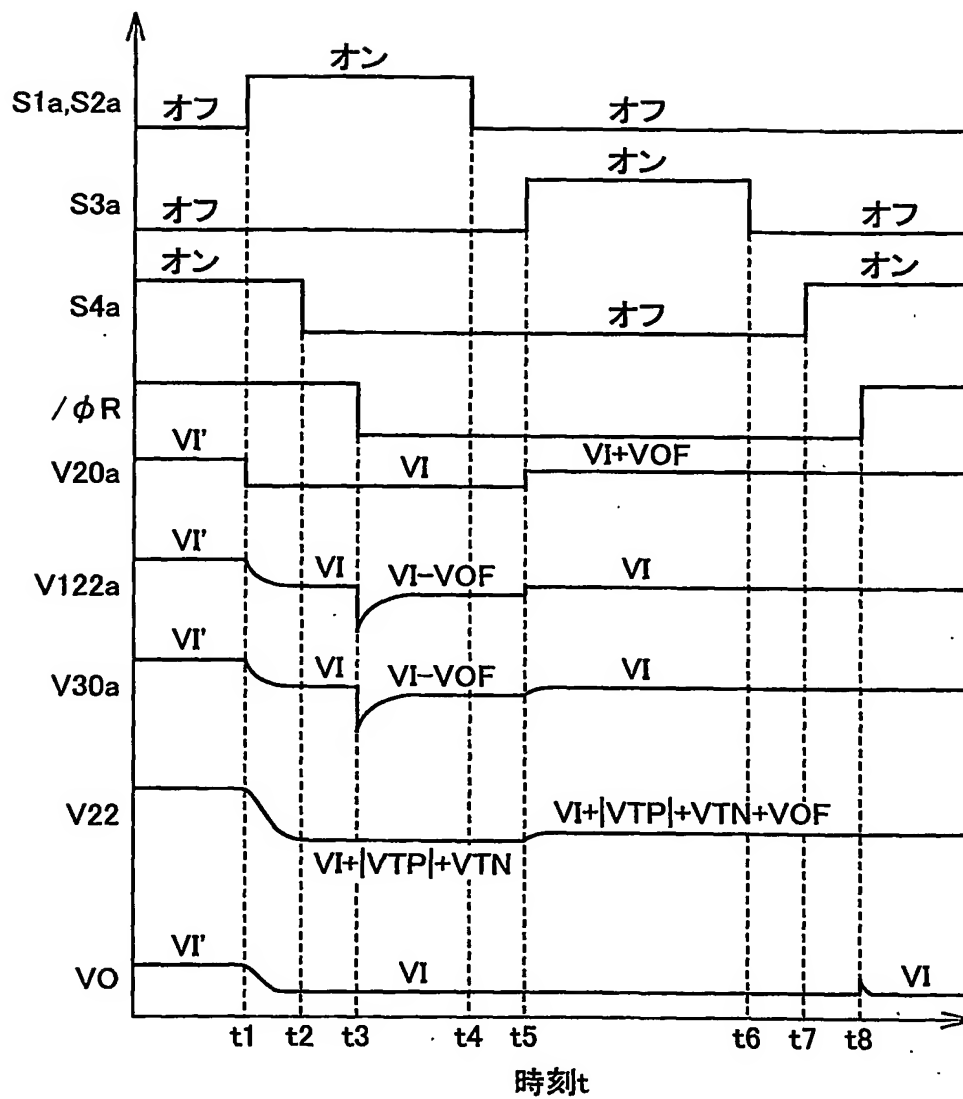 オン
S1a,S2a オフ オフ
オン
S3a オフ オフ
オン オン
S4a オフ
/φR
VI' VI VI+VOF
V20a
VI' VI VI-VOF VI
V122a
VI' VI VI-VOF VI
V30a
V22 VI+|VTP|+VTN+VOF
VI+|VTP|+VTN
VI' VI VI
VO
t1 t2 t3 t4 t5 t6 t7 t8
時刻t